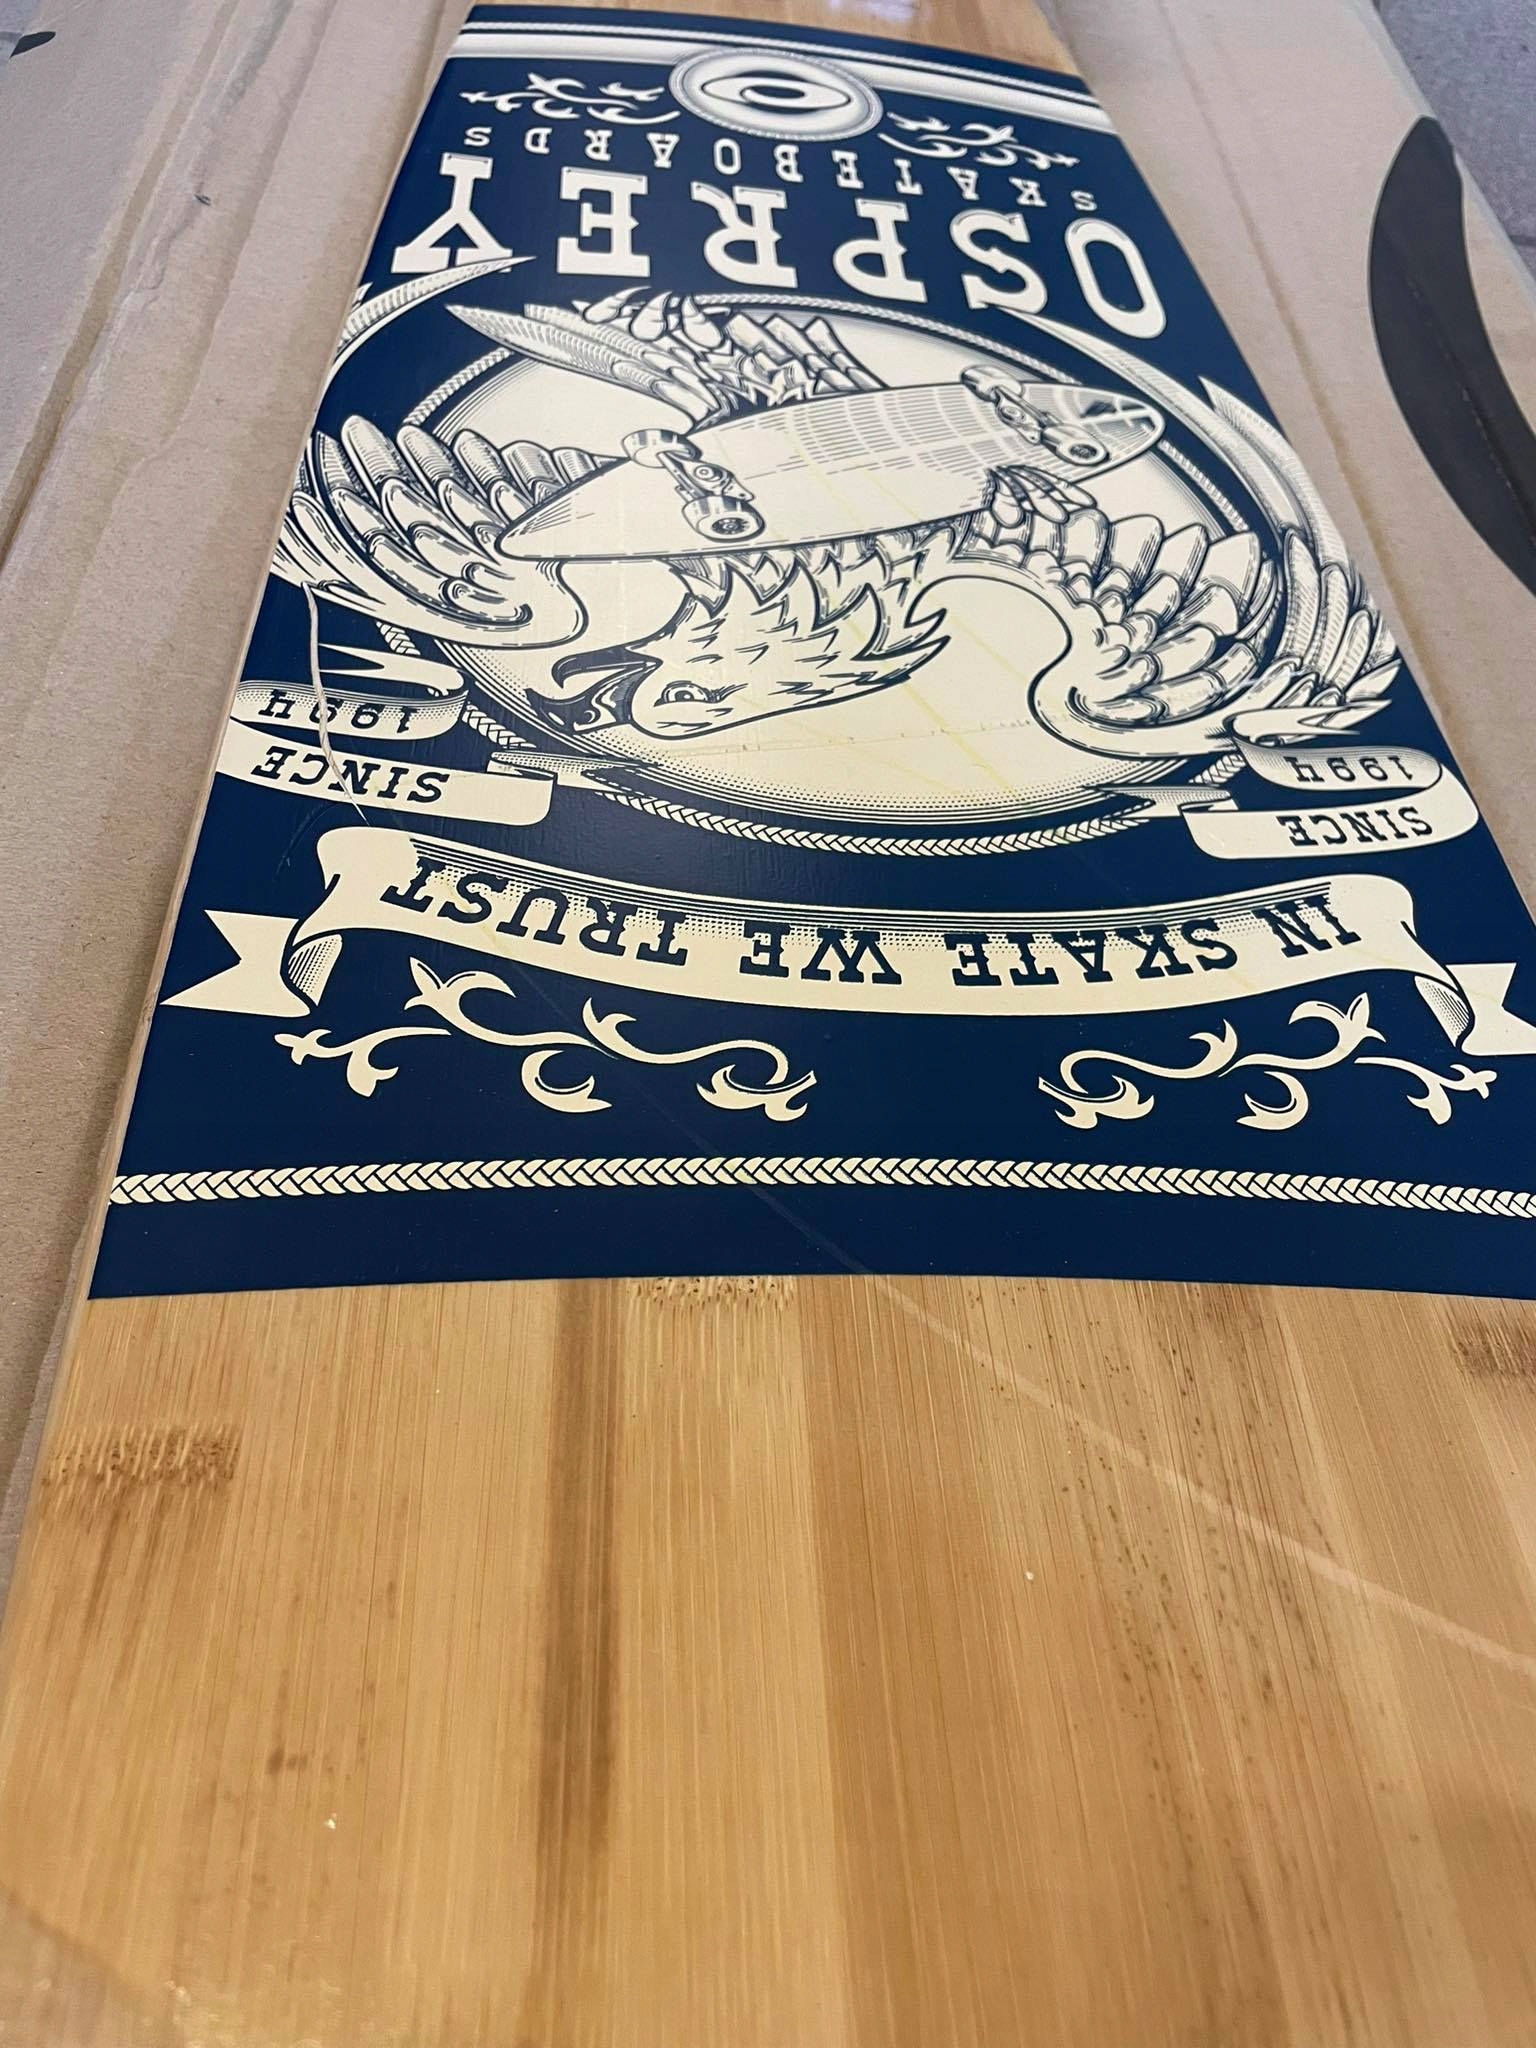 IN SKATE WE TRUST
SINCE
1994
SINCE
1994
OSPREY
SKATEBOARDS